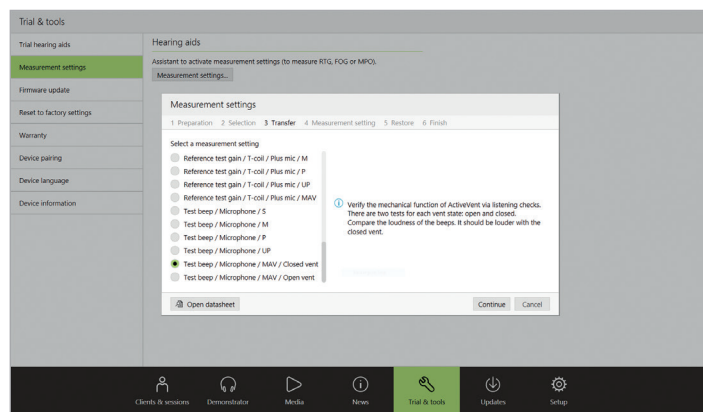 Trial & tools
Trial hearing aids
Measurement settings
Firmware update
Reset to factory settings
Warranty
Device pairing
Device language
Device information
Hearing aids
Assistant to activate measurement settings (to measure RTG, FOG or MPO).
Measurement settings...
Measurement settings
1 Preparation 2 Selection 3 Transfer 4 Measurement setting 5 Restore 6 Finish
Select a measurement setting
Reference test gain / T-coil / Plus mic / M
Reference test gain / T-coil / Plus mic / P
Reference test gain / T-coil / Plus mic / UP
Reference test gain / T-coil / Plus mic / MAV
Test beep / Microphone / S
Test beep / Microphone / M
Test beep / Microphone / P
Test beep / Microphone / UP
Test beep / Microphone / MAV / Closed vent
Test beep / Microphone / MAV / Open vent
Verify the mechanical function of ActiveVent via listening checks.
There are two tests for each vent state: open and closed.
Compare the loudness of the beeps. It should be louder with the
closed vent.
Open datasheet
Continue Cancel
Clients & sessions Demonstrator Media News Trial & tools Updates Setup